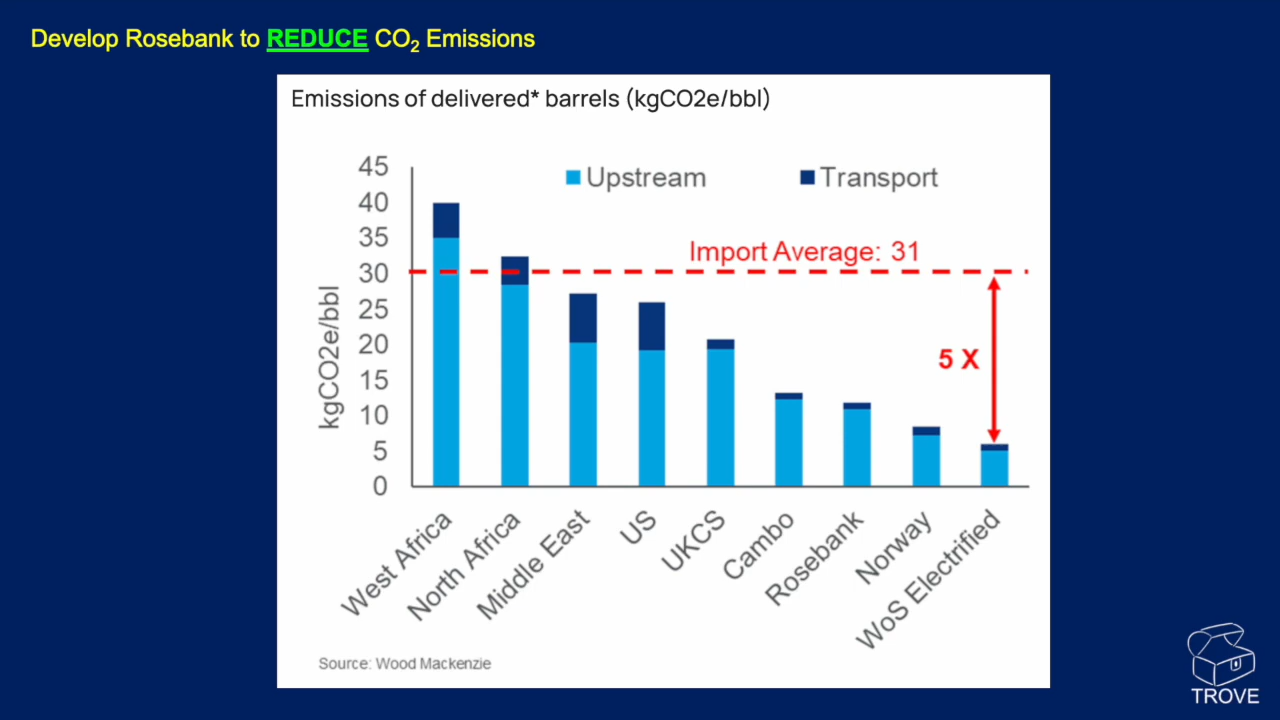 Develop Rosebank to REDUCE CO₂ Emissions
Emissions of delivered* barrels (kgCO2e/bbl)
Upstream
Transport
Import Average: 31
5 X
kgCO2e/bbl
45
40
35
30
25
20
15
10
5
0
West Africa
North Africa
Middle East
US
UKCS
Cambo
Rosebank
Norway
WoS Electrified
Source: Wood Mackenzie
TROVE